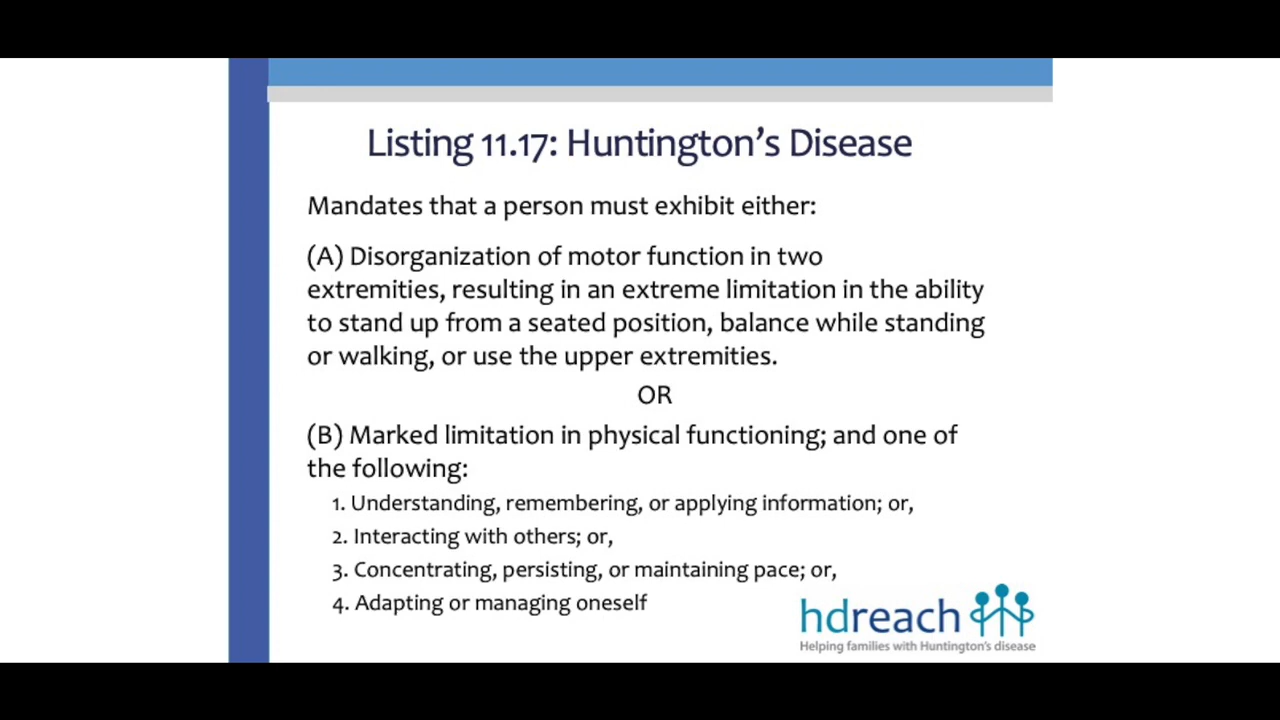 Listing 11.17: Huntington’s Disease
Mandates that a person must exhibit either:
(A) Disorganization of motor function in two
extremities, resulting in an extreme limitation in the ability
to stand up from a seated position, balance while standing
or walking, or use the upper extremities.
OR
(B) Marked limitation in physical functioning; and one of
the following:
1. Understanding, remembering, or applying information; or,
2. Interacting with others; or,
3. Concentrating, persisting, or maintaining pace; or,
4. Adapting or managing oneself
hdreach
Helping families with Huntington's disease